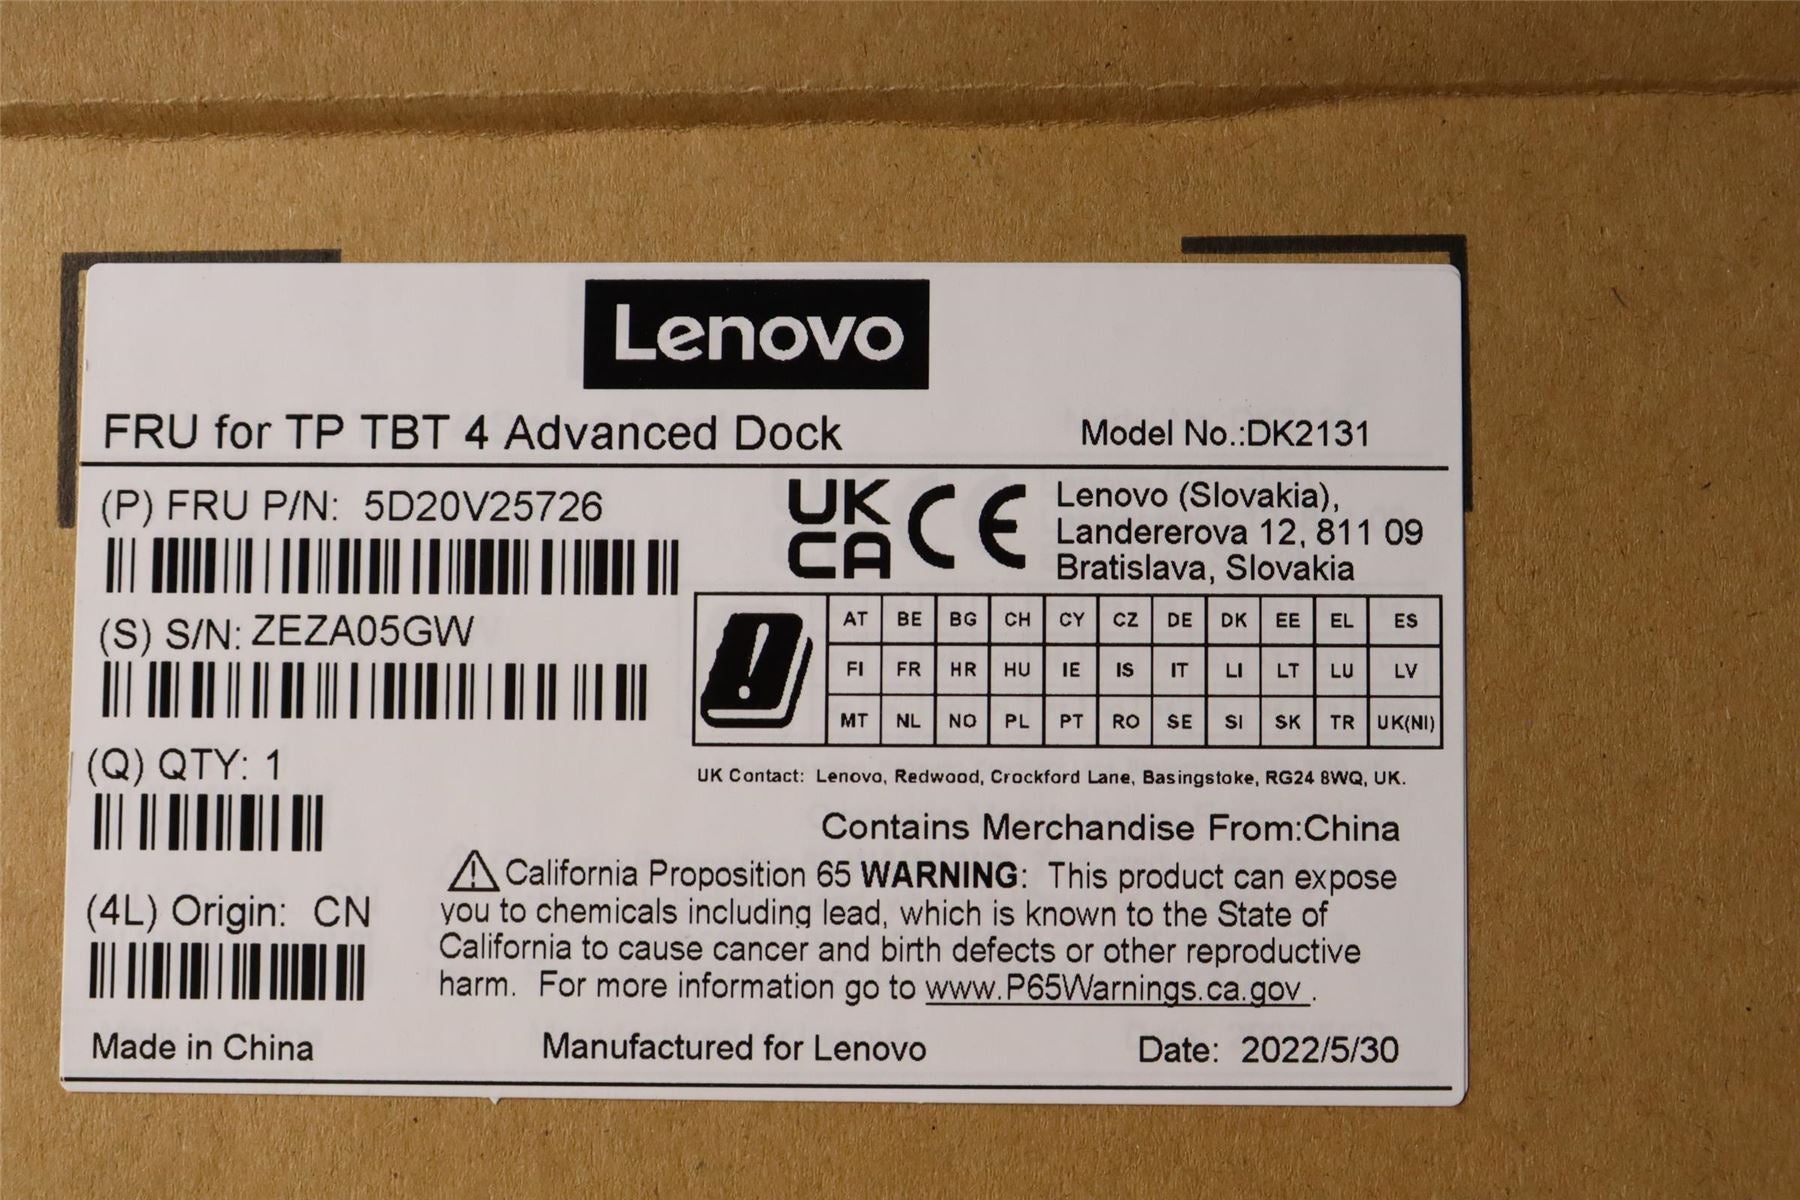 Lenovo
FRU for TP TBT 4 Advanced Dock
Model No.:DK2131
(P) FRU P/N: 5D20V25726
UK
CA CE
Lenovo (Slovakia),
Landererova 12, 811 09
Bratislava, Slovakia
(S) S/N: ZEZA05GW
AT BE BG CH CY CZ DE DK EE EL ES
FI FR HR HU IE IS IT LI LT LU LV
MT NL NO PL PT RO SE SI SK TR UK(NI)
(Q) QTY: 1
UK Contact: Lenovo, Redwood, Crockford Lane, Basingstoke, RG24 8WQ, UK.
Contains Merchandise From:China
California Proposition 65 WARNING: This product can expose
you to chemicals including lead, which is known to the State of
California to cause cancer and birth defects or other reproductive
harm. For more information go to www.P65Warnings.ca.gov .
(4L) Origin: CN
Made in China
Manufactured for Lenovo
Date: 2022/5/30